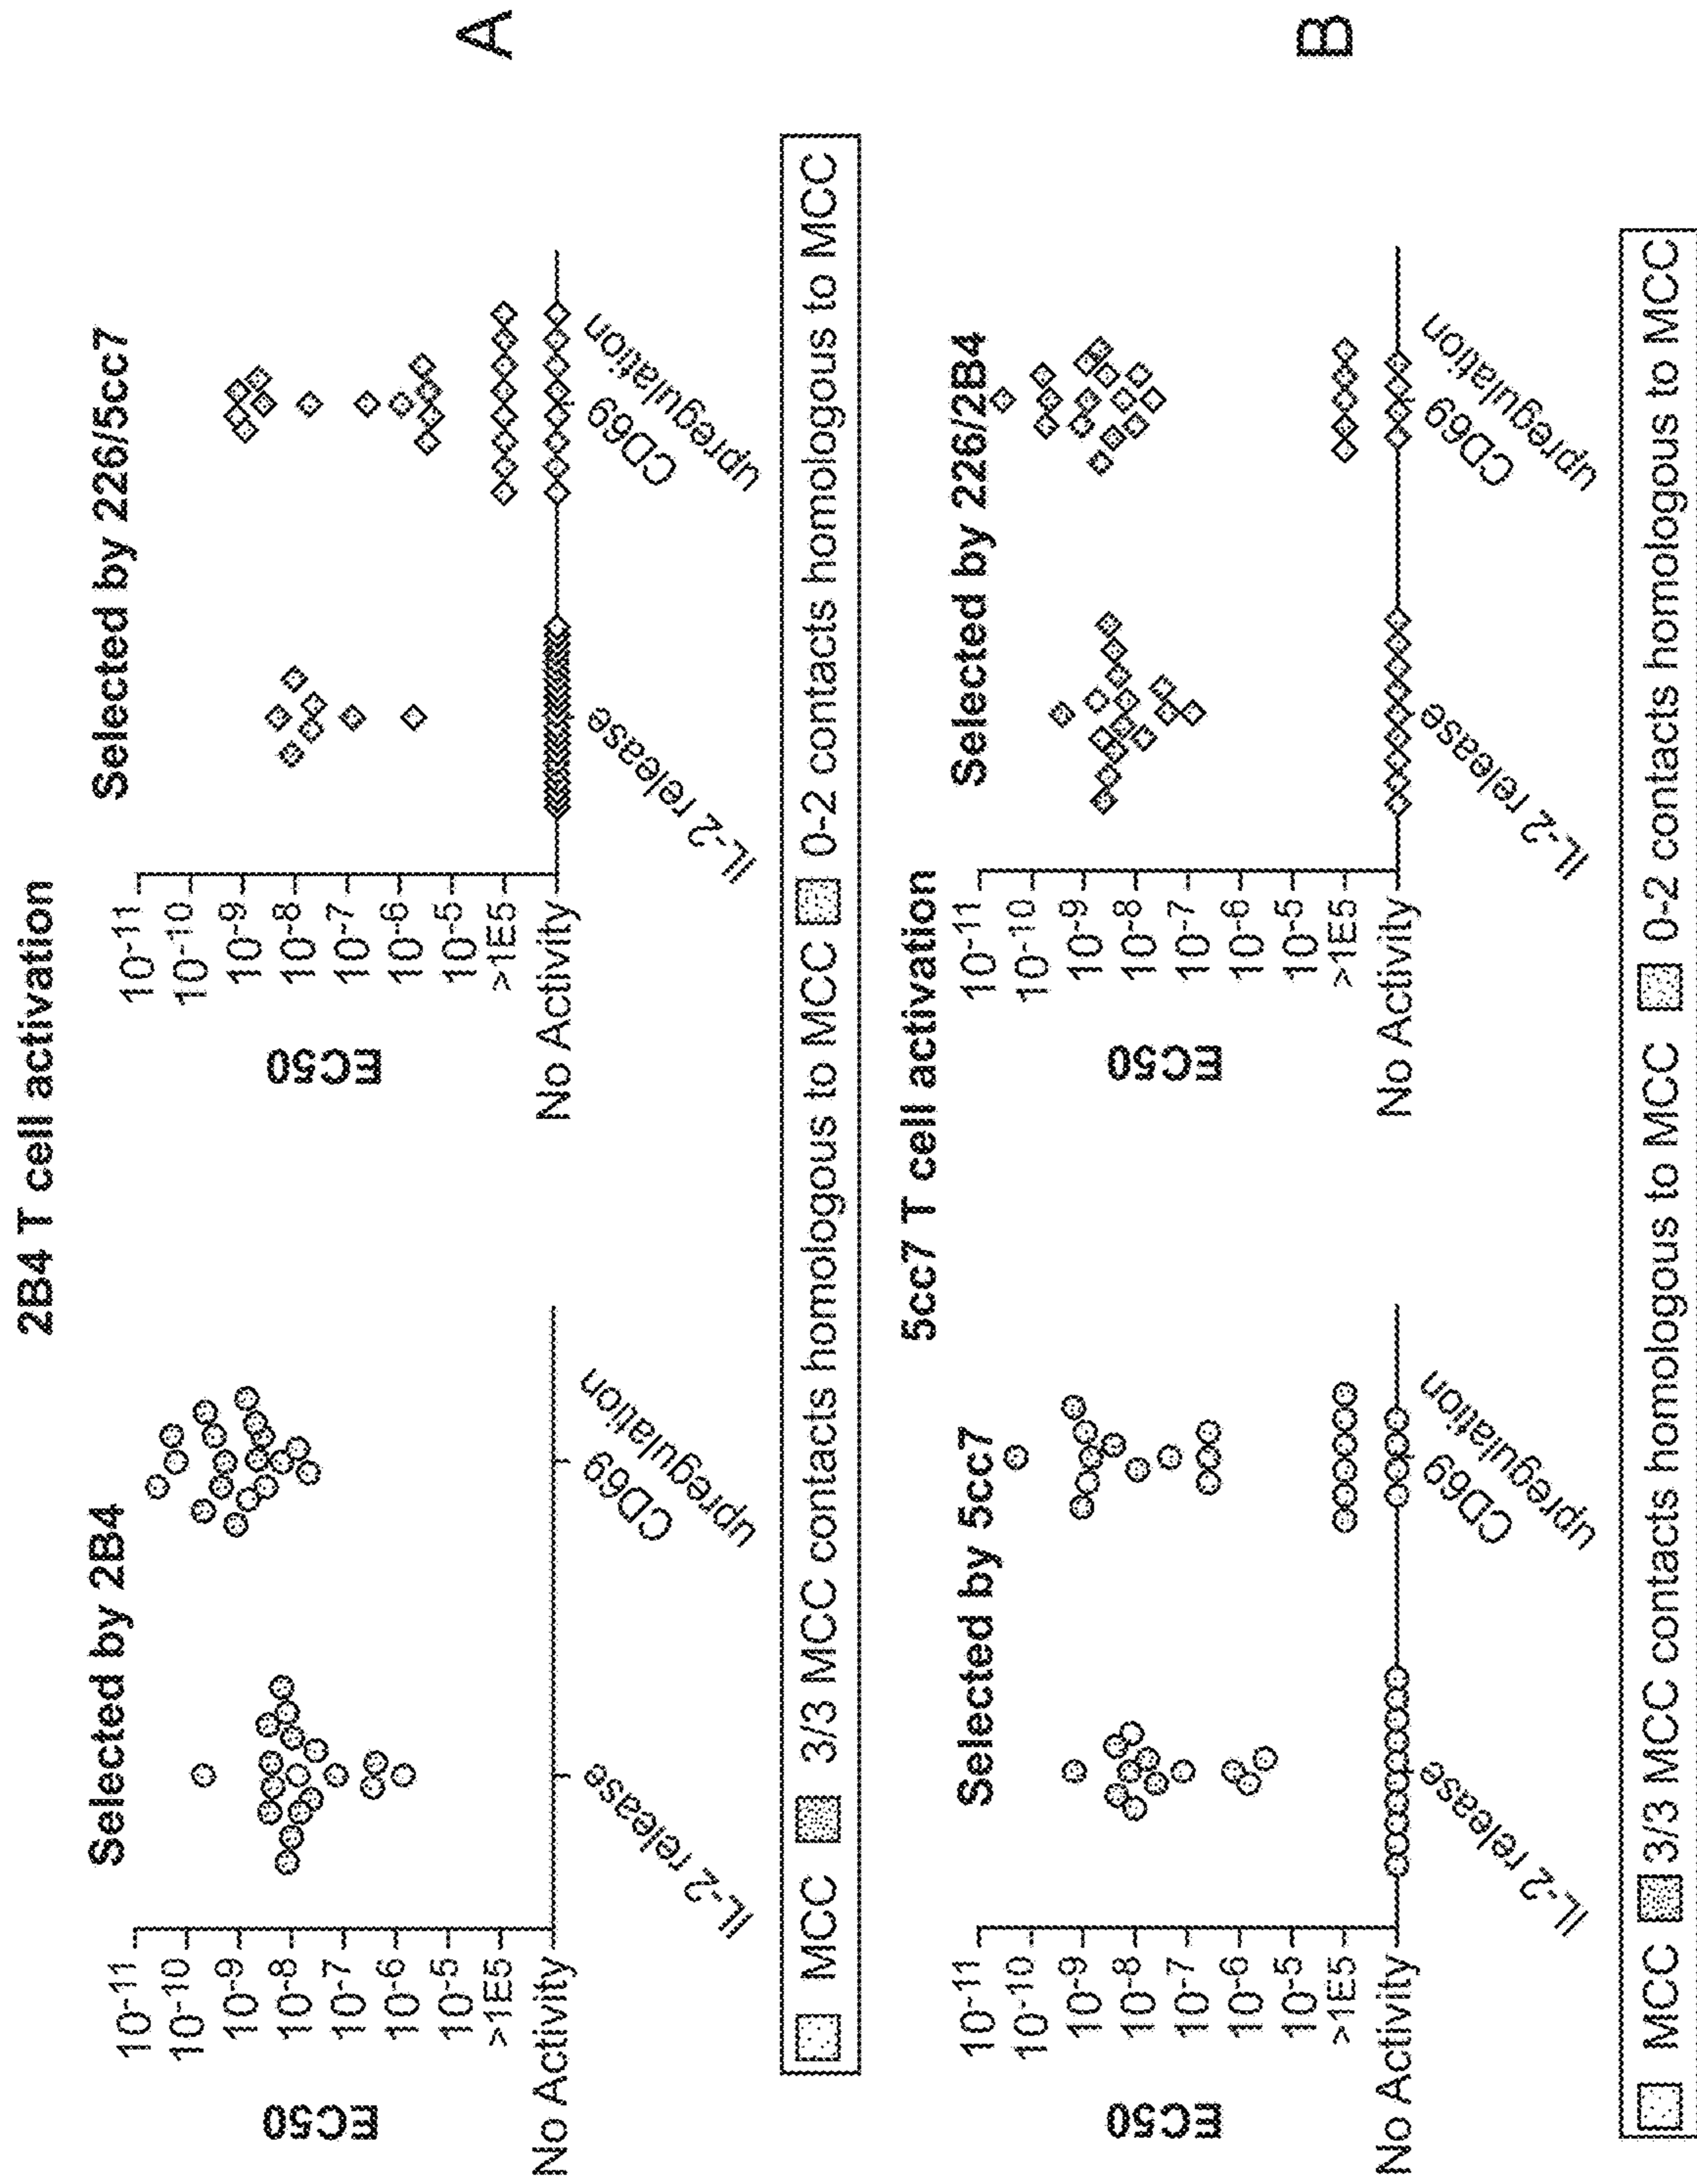 A
2B4 T cell activation
Selected by 2B4
EC50
10-11
10-10
10-9
10-8
10-7
10-6
10-5
>1E5
No Activity
IL-2 release
CD69
upregulation
Selected by 226/5cc7
EC50
10-11
10-10
10-9
10-8
10-7
10-6
10-5
>1E5
No Activity
IL-2 release
CD69
upregulation
MCC 3/3 MCC contacts homologous to MCC 0-2 contacts homologous to MCC
B
5cc7 T cell activation
Selected by 5cc7
EC50
10-11
10-10
10-9
10-8
10-7
10-6
10-5
>1E5
No Activity
IL-2 release
CD69
upregulation
Selected by 226/2B4
EC50
10-11
10-10
10-9
10-8
10-7
10-6
10-5
>1E5
No Activity
IL-2 release
CD69
upregulation
MCC 3/3 MCC contacts homologous to MCC 0-2 contacts homologous to MCC